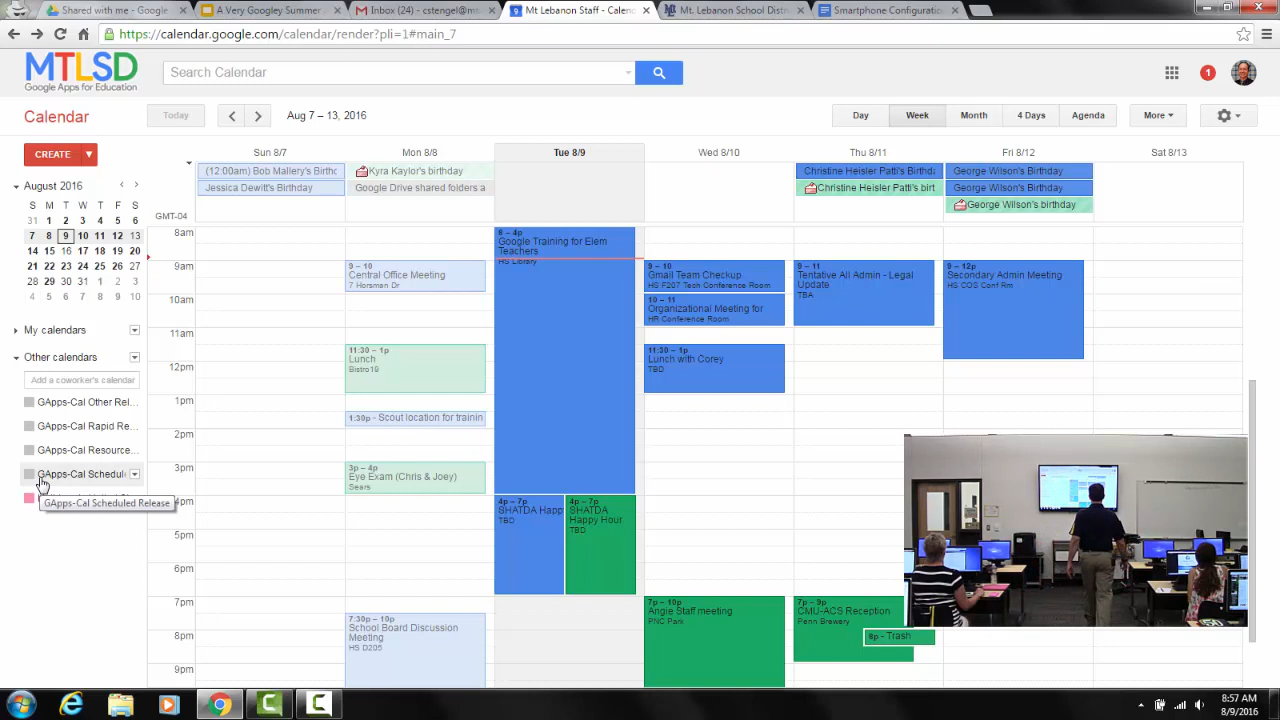 Shared with me - Google
A Very Googley Summer
Inbox (24) - cstengel@mt
Mt Lebanon Staff - Calend
Mt. Lebanon School Distri
Smartphone Configuratio
https://calendar.google.com/calendar/render?pli=1#main_7
MTLSD
Google Apps for Education
Search Calendar
1
Calendar
Today
Aug 7 – 13, 2016
Day
Week
Month
4 Days
Agenda
More
CREATE
August 2016
S M T W T F S
31 1 2 3 4 5 6
7 8 9 10 11 12 13
14 15 16 17 18 19 20
21 22 23 24 25 26 27
28 29 30 31 1 2 3
4 5 6 7 8 9 10
My calendars
Other calendars
Add a coworker's calendar
GApps-Cal Other Rel...
GApps-Cal Rapid Re...
GApps-Cal Resource...
GApps-Cal Schedul
GApps-Cal Scheduled Release
Sun 8/7
Mon 8/8
Tue 8/9
Wed 8/10
Thu 8/11
Fri 8/12
Sat 8/13
GMT-04
(12:00am) Bob Mallery's Birthd
Jessica Dewitt's Birthday
Kyra Kaylor's birthday
Google Drive shared folders a
Christine Heisler Patti's Birthda
Christine Heisler Patti's birt
George Wilson's Birthday
George Wilson's Birthday
George Wilson's birthday
8am
9am
10am
11am
12pm
1pm
2pm
3pm
4pm
5pm
6pm
7pm
8pm
9pm
9 – 10
Central Office Meeting
7 Horsman Dr
11:30 – 1p
Lunch
Bistro19
1:30p - Scout location for trainin
3p – 4p
Eye Exam (Chris & Joey)
Sears
7:30p – 10p
School Board Discussion
Meeting
HS D205
8 – 4p
Google Training for Elem
Teachers
HS Library
4p – 7p
SHATDA Happ
TBD
4p – 7p
SHATDA
Happy Hour
TBD
9 – 10
Gmail Team Checkup
HS F207 Tech Conference Room
10 – 11
Organizational Meeting for
HR Conference Room
11:30 – 1p
Lunch with Corey
TBD
7p – 10p
Angie Staff meeting
PNC Park
9 – 11
Tentative All Admin - Legal
Update
TBA
7p – 9p
CMU-ACS Reception
Penn Brewery
8p - Trash
9 – 12p
Secondary Admin Meeting
HS COS Conf Rm
8:57 AM
8/9/2016